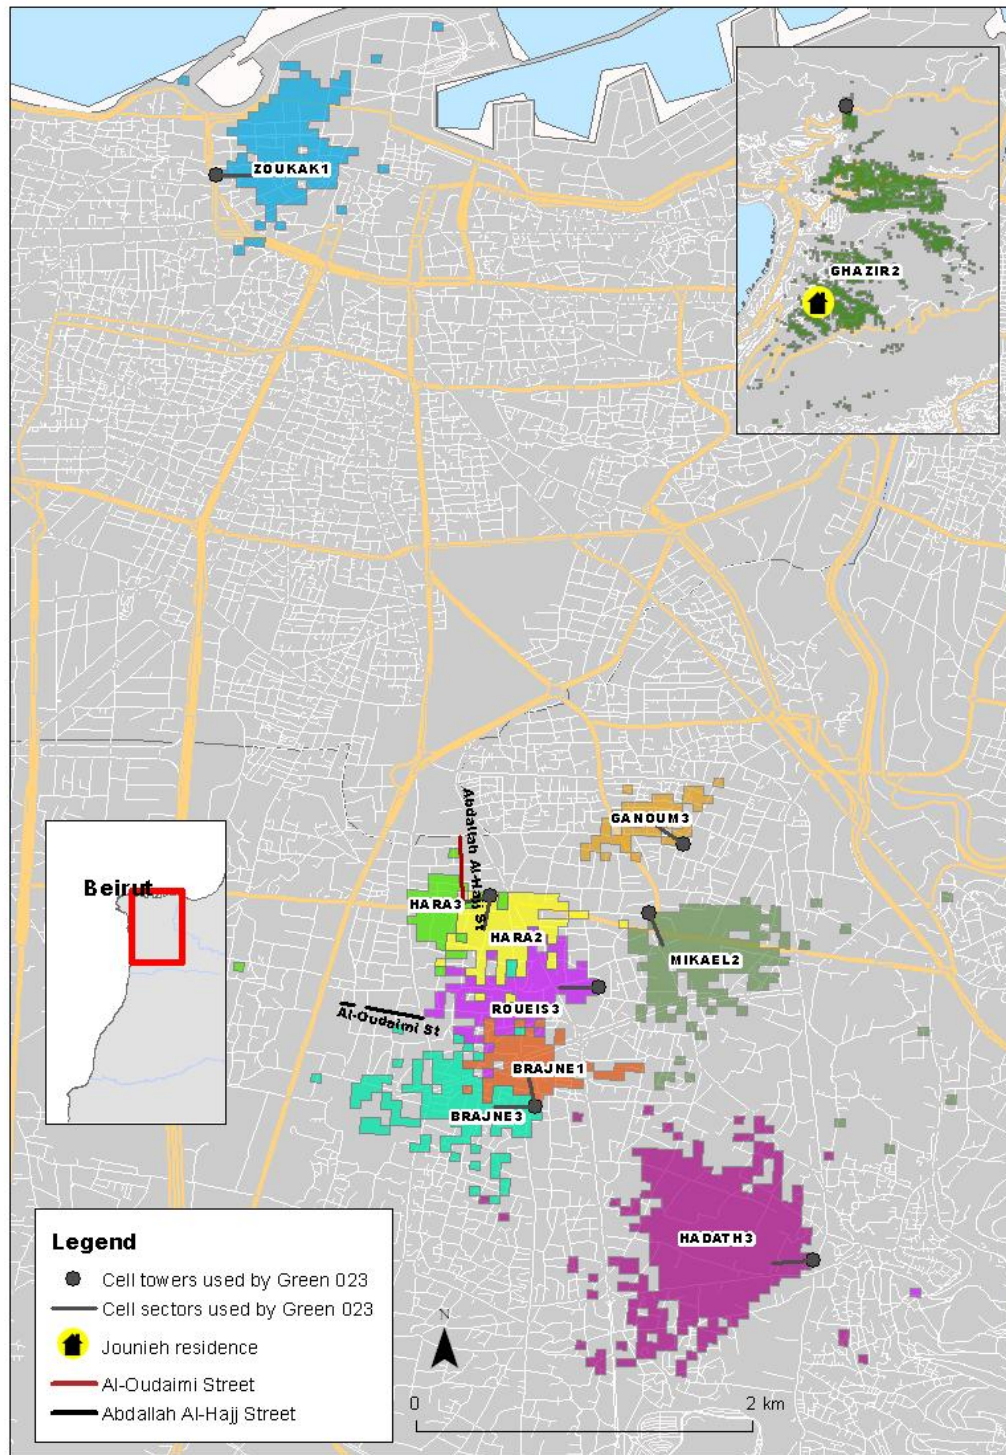 ZOUKAK1
GHAZIR2
GANOUM3
Abdallah Al-Hajj St
HARA3
HARA2
MIKAEL2
ROUEIS3
Al-Oudaimi St
BRAJNE1
BRAJNE3
HADATH3
Beirut
Legend
Cell towers used by Green 023
Cell sectors used by Green 023
Jounieh residence
Al-Oudaimi Street
Abdallah Al-Hajj Street
N
0 2 km